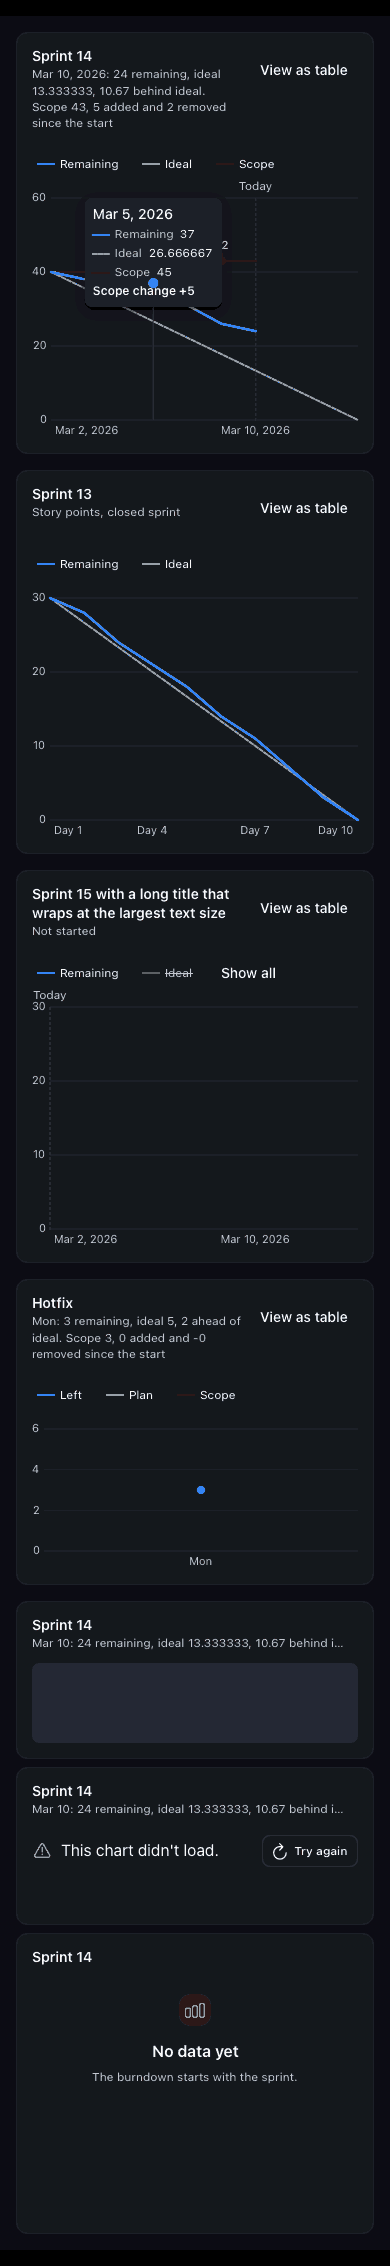 Sprint 14
Mar 10, 2026: 24 remaining, ideal
13.333333, 10.67 behind ideal.
Scope 43, 5 added and 2 removed
since the start
View as table
Remaining
Ideal
Scope
Today
60
Mar 5, 2026
Remaining 37
Ideal 26.666667
Scope 45
Scope change +5
2
40
20
0
Mar 2, 2026
Mar 10, 2026
Sprint 13
Story points, closed sprint
View as table
Remaining
Ideal
30
20
10
0
Day 1
Day 4
Day 7
Day 10
Sprint 15 with a long title that
wraps at the largest text size
Not started
View as table
Remaining
Ideal
Show all
Today
30
20
10
0
Mar 2, 2026
Mar 10, 2026
Hotfix
Mon: 3 remaining, ideal 5, 2 ahead of
ideal. Scope 3, 0 added and -0
removed since the start
View as table
Left
Plan
Scope
6
4
2
0
Mon
Sprint 14
Mar 10: 24 remaining, ideal 13.333333, 10.67 behind i...
Sprint 14
Mar 10: 24 remaining, ideal 13.333333, 10.67 behind i...
This chart didn't load.
Try again
Sprint 14
No data yet
The burndown starts with the sprint.